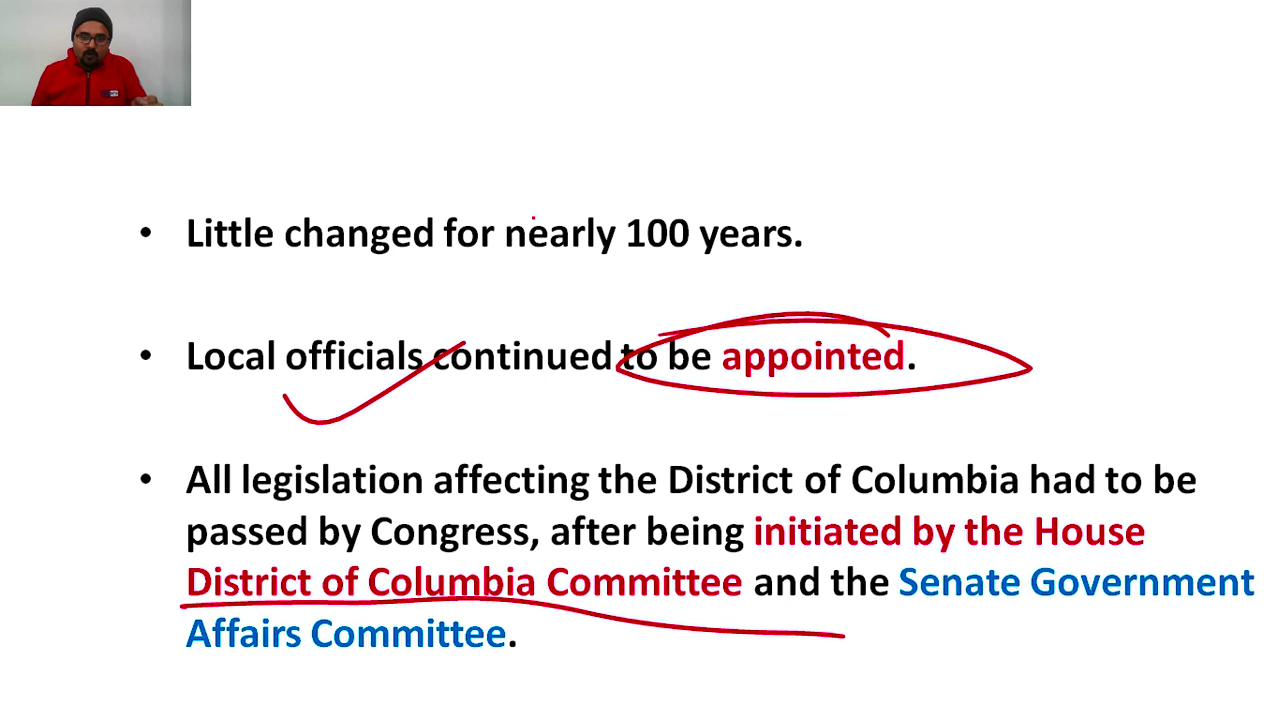 • Little changed for nearly 100 years.
• Local officials continued to be appointed.
• All legislation affecting the District of Columbia had to be
passed by Congress, after being initiated by the House
District of Columbia Committee and the Senate Government
Affairs Committee.